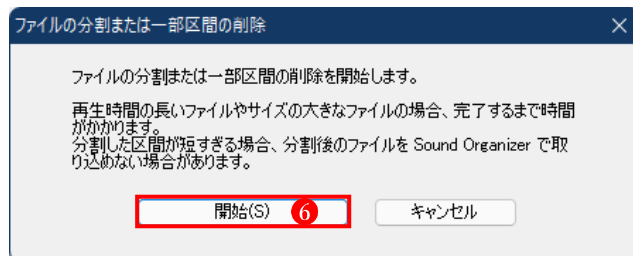 ファイルの分割または一部区間の削除
ファイルの分割または一部区間の削除を開始します。
再生時間の長いファイルやサイズの大きなファイルの場合、完了するまで時間
がかかります。
分割した区間が短すぎる場合、分割後のファイルを Sound Organizer で取
り込めない場合があります。
開始(S) 6 キャンセル